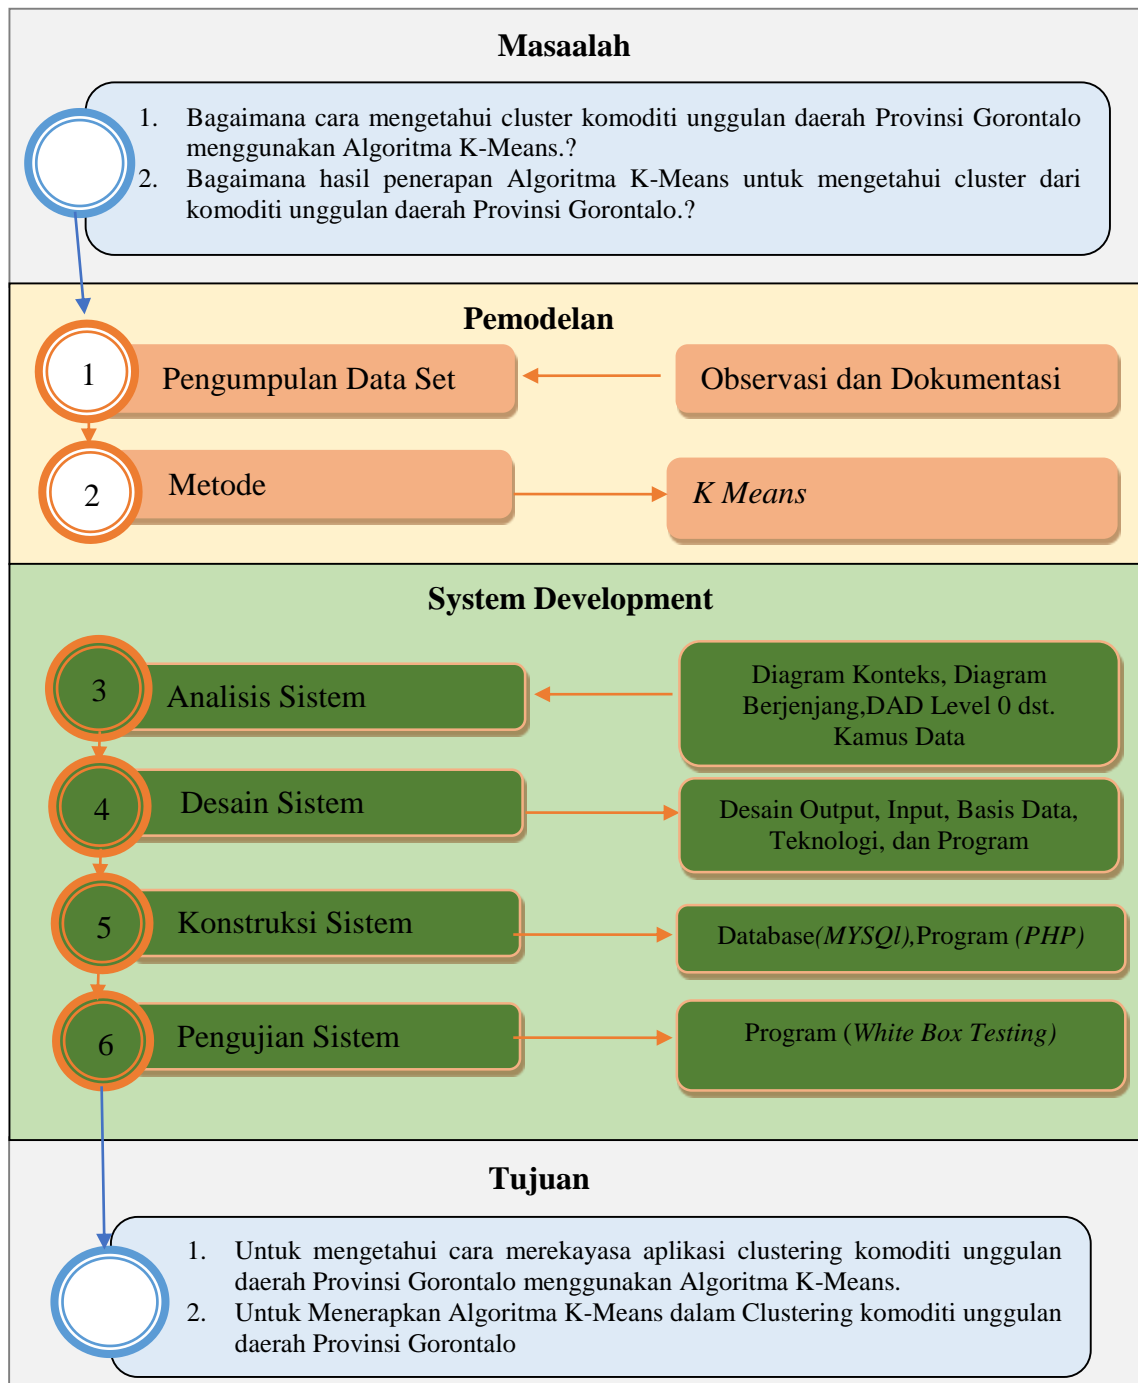 Masaalah
1. Bagaimana cara mengetahui cluster komoditi unggulan daerah Provinsi Gorontalo
menggunakan Algoritma K-Means.?
2. Bagaimana hasil penerapan Algoritma K-Means untuk mengetahui cluster dari
komoditi unggulan daerah Provinsi Gorontalo.?
Pemodelan
1
Pengumpulan Data Set
Observasi dan Dokumentasi
2
Metode
K Means
System Development
3
Analisis Sistem
Diagram Konteks, Diagram
Berjenjang,DAD Level 0 dst.
Kamus Data
4
Desain Sistem
Desain Output, Input, Basis Data,
Teknologi, dan Program
5
Konstruksi Sistem
Database(MYSQl),Program (PHP)
6
Pengujian Sistem
Program (White Box Testing)
Tujuan
1. Untuk mengetahui cara merekayasa aplikasi clustering komoditi unggulan
daerah Provinsi Gorontalo menggunakan Algoritma K-Means.
2. Untuk Menerapkan Algoritma K-Means dalam Clustering komoditi unggulan
daerah Provinsi Gorontalo